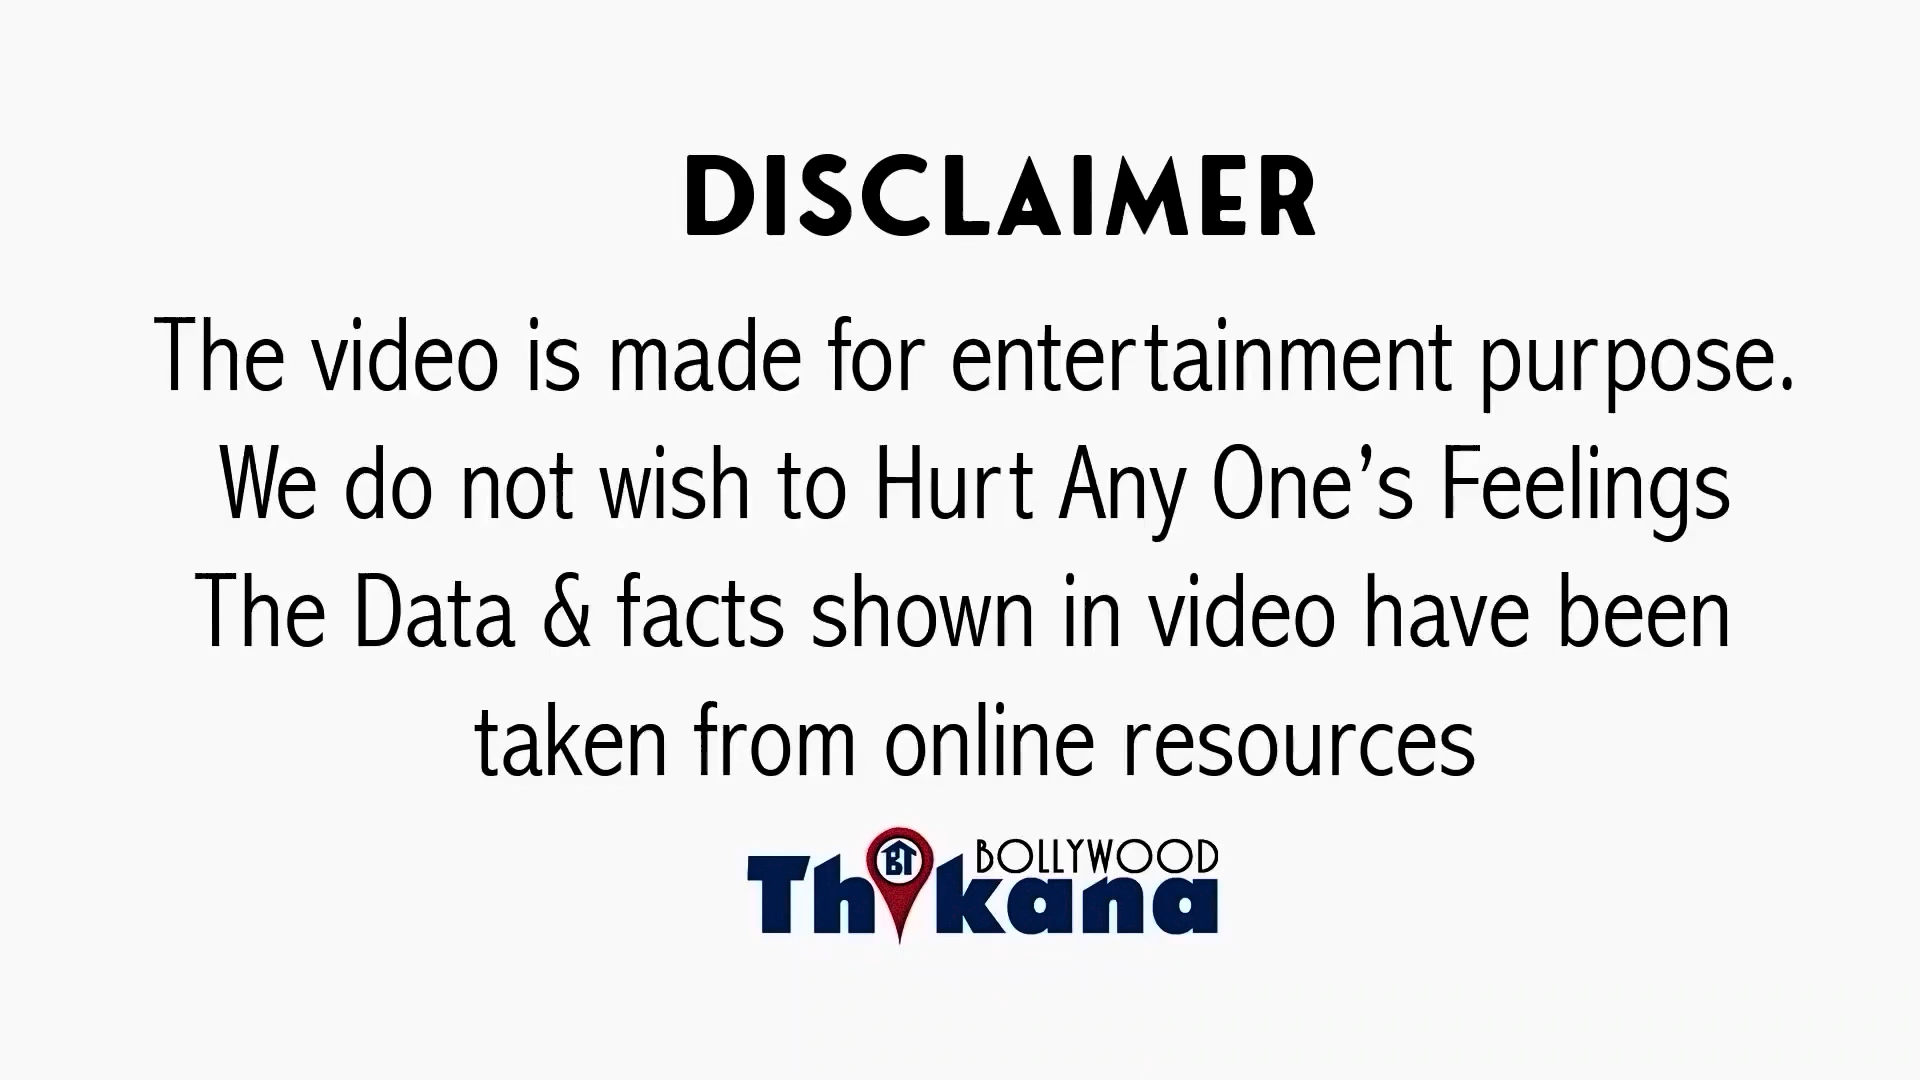 DISCLAIMER
The video is made for entertainment purpose.
We do not wish to Hurt Any One’s Feelings
The Data & facts shown in video have been
taken from online resources
BOLLYWOOD
BT
Thikana